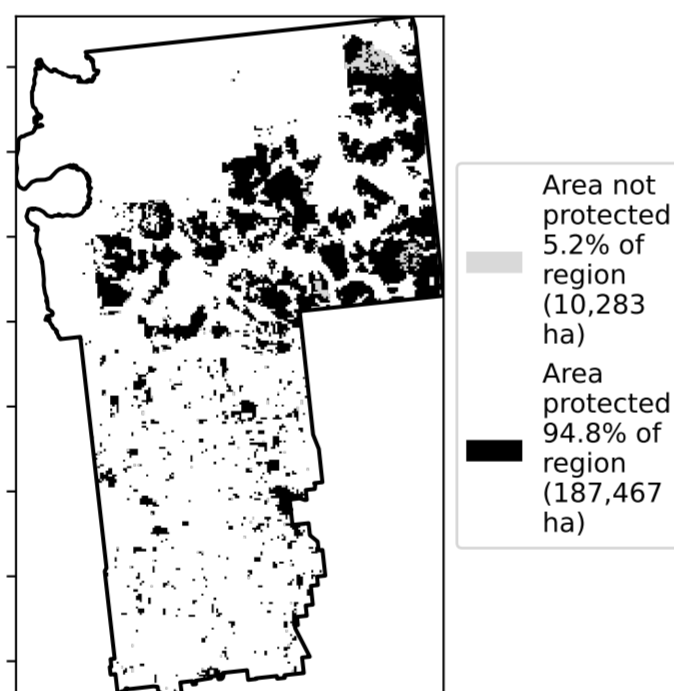 Area not
protected
5.2% of
region
(10,283
ha)
Area
protected
94.8% of
region
(187,467
ha)